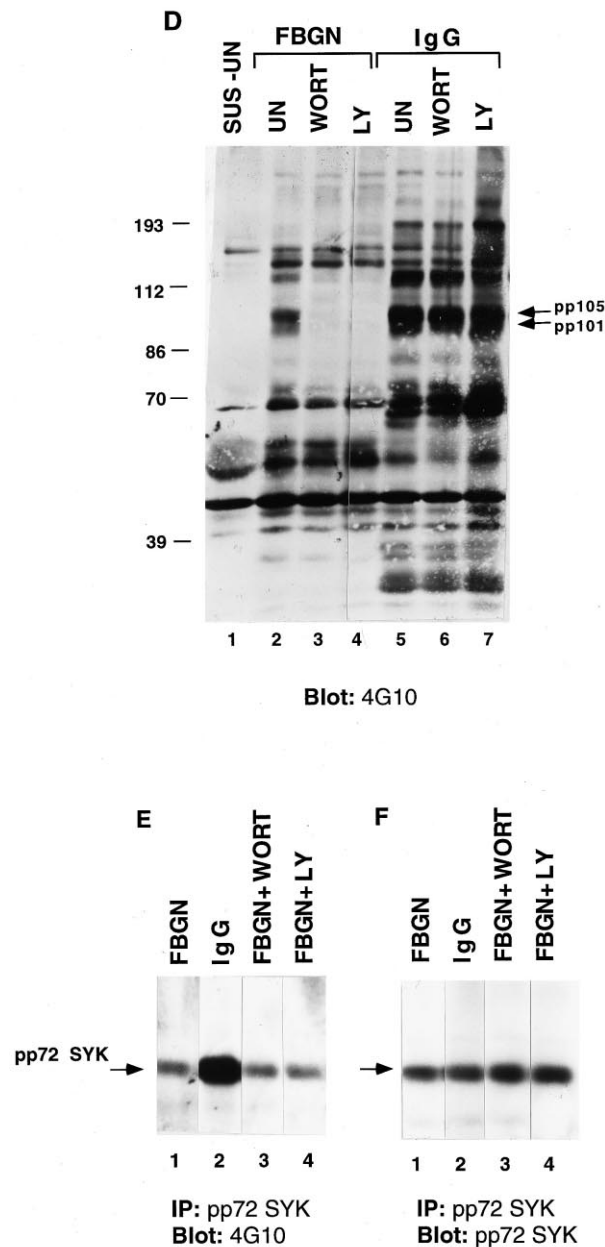 D
FBGN IgG
SUS-UN UN WORT LY UN WORT LY
193
112
pp105
pp101
86
70
39
1 2 3 4 5 6 7
Blot: 4G10
E F
FBGN IgG FBGN+WORT FBGN+LY FBGN IgG FBGN+WORT FBGN+LY
pp72 SYK
1 2 3 4 1 2 3 4
IP: pp72 SYK IP: pp72 SYK
Blot: 4G10 Blot: pp72 SYK